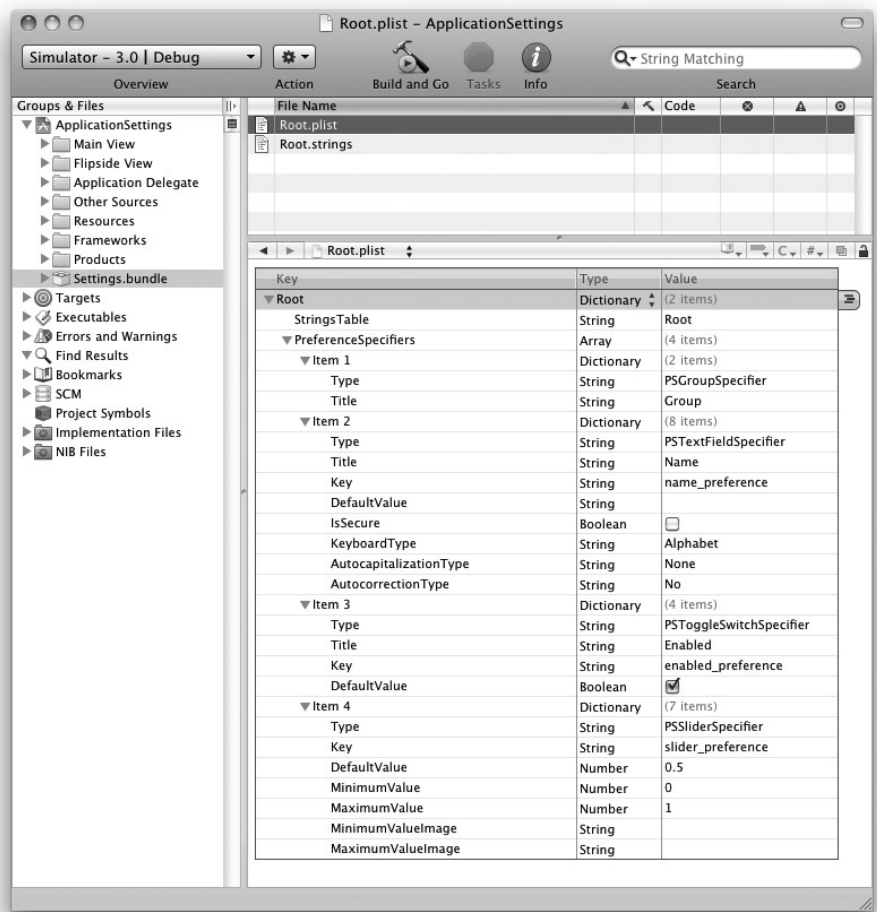 Root.plist – ApplicationSettings
Simulator – 3.0 | Debug
String Matching
Overview Action Build and Go Tasks Info Search
Groups & Files
ApplicationSettings
Main View
Flipside View
Application Delegate
Other Sources
Resources
Frameworks
Products
Settings.bundle
Targets
Executables
Errors and Warnings
Find Results
Bookmarks
SCM
Project Symbols
Implementation Files
NIB Files
File Name Code
Root.plist
Root.strings
Root.plist C #
Key Type Value
Root Dictionary (2 items)
StringsTable String Root
PreferenceSpecifiers Array (4 items)
Item 1 Dictionary (2 items)
Type String PSGroupSpecifier
Title String Group
Item 2 Dictionary (8 items)
Type String PSTextFieldSpecifier
Title String Name
Key String name_preference
DefaultValue String
IsSecure Boolean
KeyboardType String Alphabet
AutocapitalizationType String None
AutocorrectionType String No
Item 3 Dictionary (4 items)
Type String PSToggleSwitchSpecifier
Title String Enabled
Key String enabled_preference
DefaultValue Boolean
Item 4 Dictionary (7 items)
Type String PSSliderSpecifier
Key String slider_preference
DefaultValue Number 0.5
MinimumValue Number 0
MaximumValue Number 1
MinimumValueImage String
MaximumValueImage String